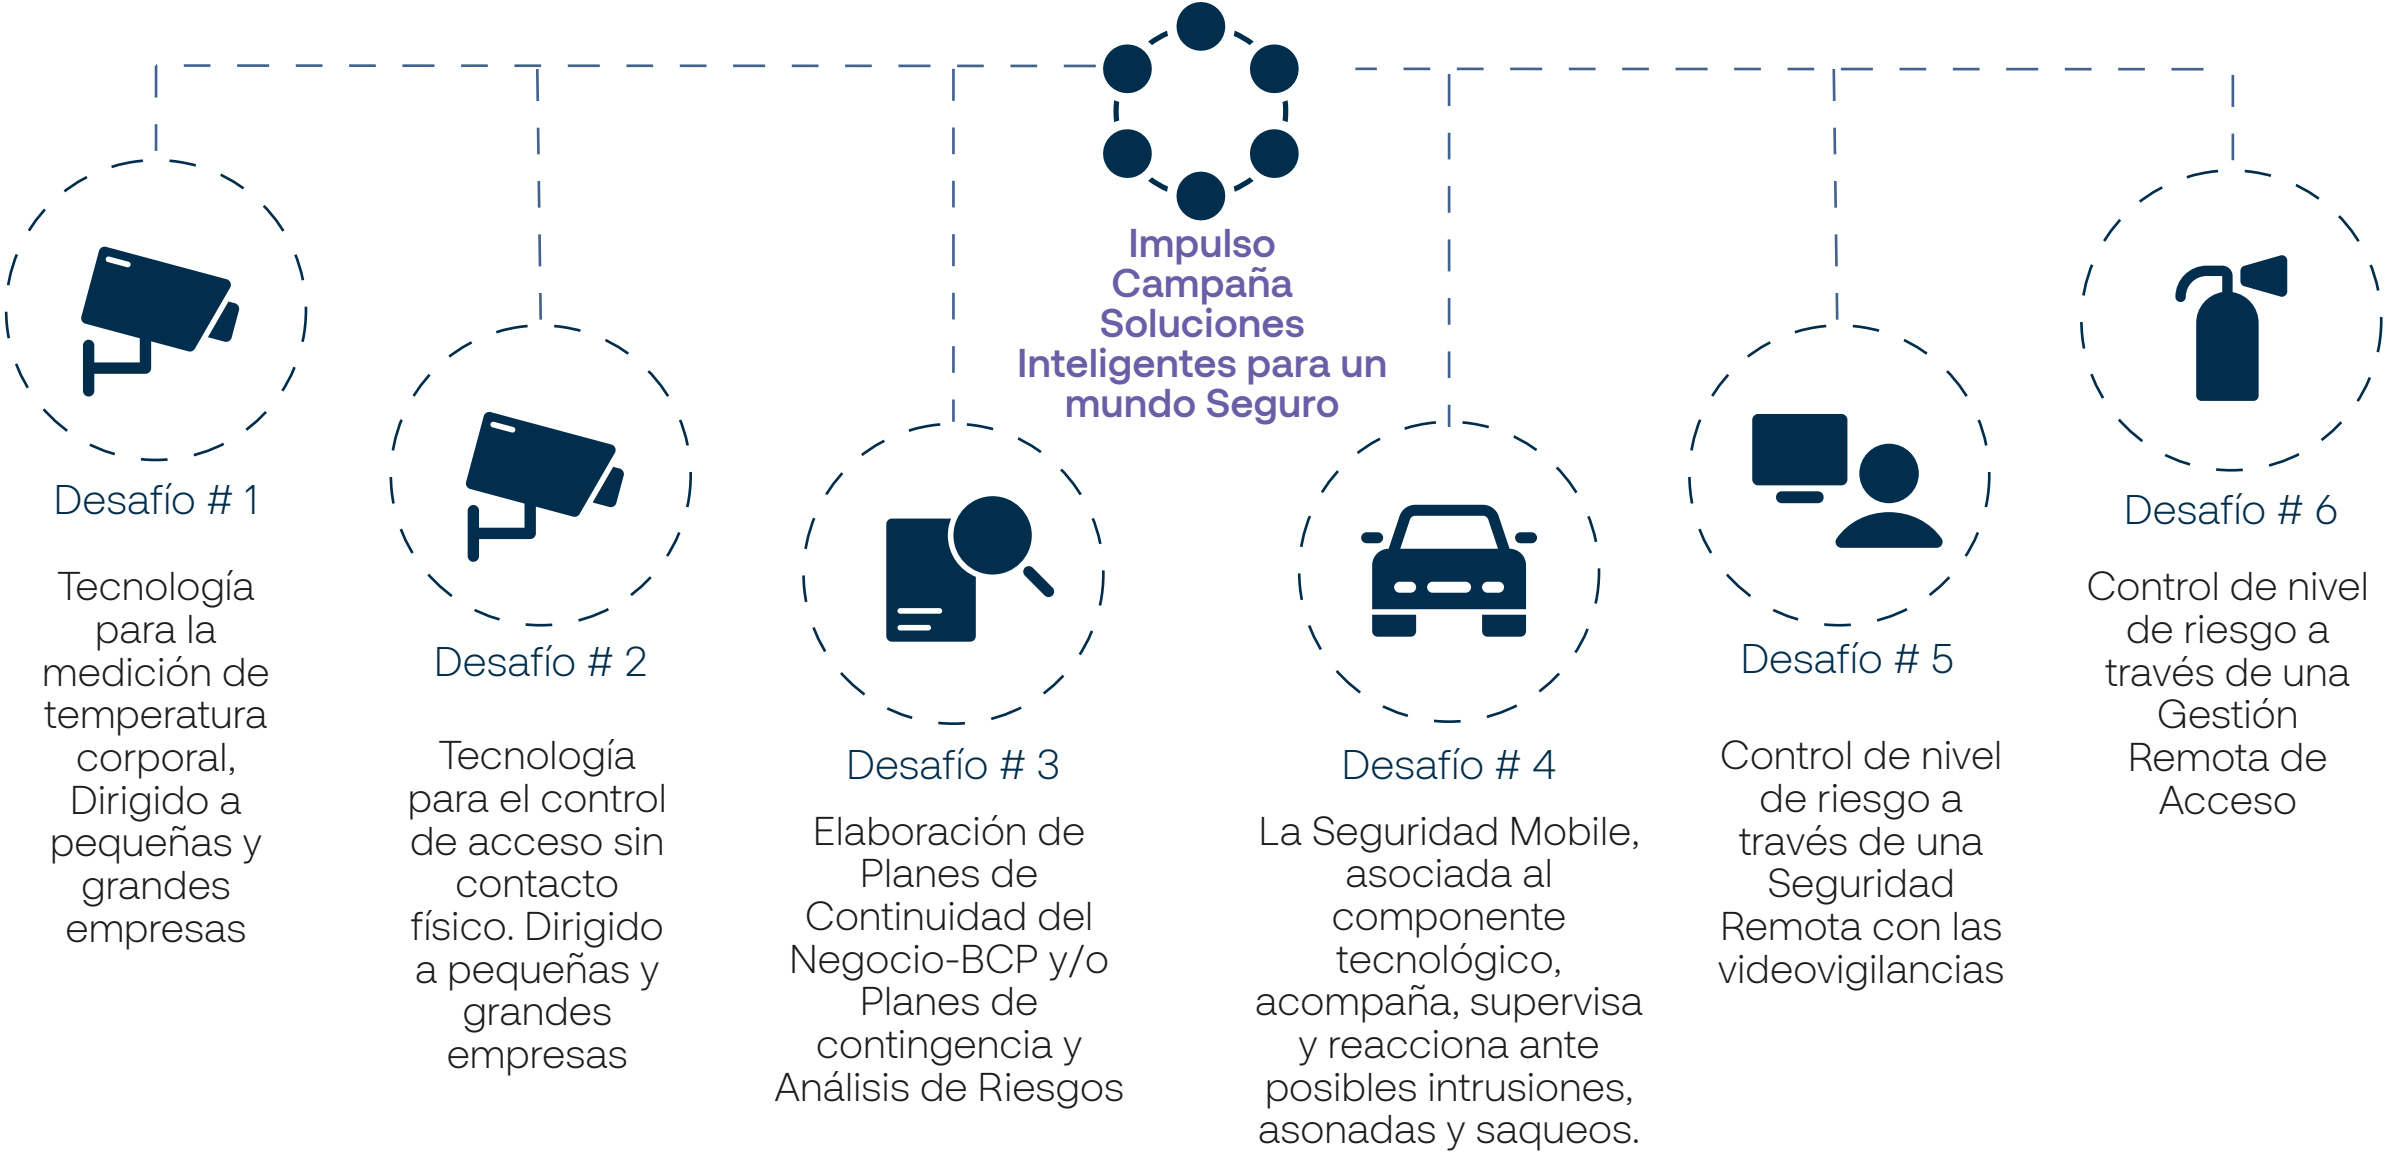 Impulso
Campaña
Soluciones
Inteligentes para un
mundo Seguro
Desafío # 1
Tecnología
para la
medición de
temperatura
corporal,
Dirigido a
pequeñas y
grandes
empresas
Desafío # 2
Tecnología
para el control
de acceso sin
contacto
físico. Dirigido
a pequeñas y
grandes
empresas
Desafío # 3
Elaboración de
Planes de
Continuidad del
Negocio-BCP y/o
Planes de
contingencia y
Análisis de Riesgos
Desafío # 4
La Seguridad Mobile,
asociada al
componente
tecnológico,
acompaña, supervisa
y reacciona ante
posibles intrusiones,
asonadas y saqueos.
Desafío # 5
Control de nivel
de riesgo a
través de una
Seguridad
Remota con las
videovigilancias
Desafío # 6
Control de nivel
de riesgo a
través de una
Gestión
Remota de
Acceso